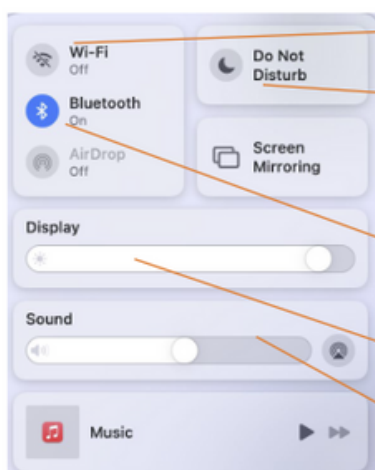 Wi-Fi
Off
Bluetooth
On
AirDrop
Off
Do Not
Disturb
Screen
Mirroring
Display
Sound
Music